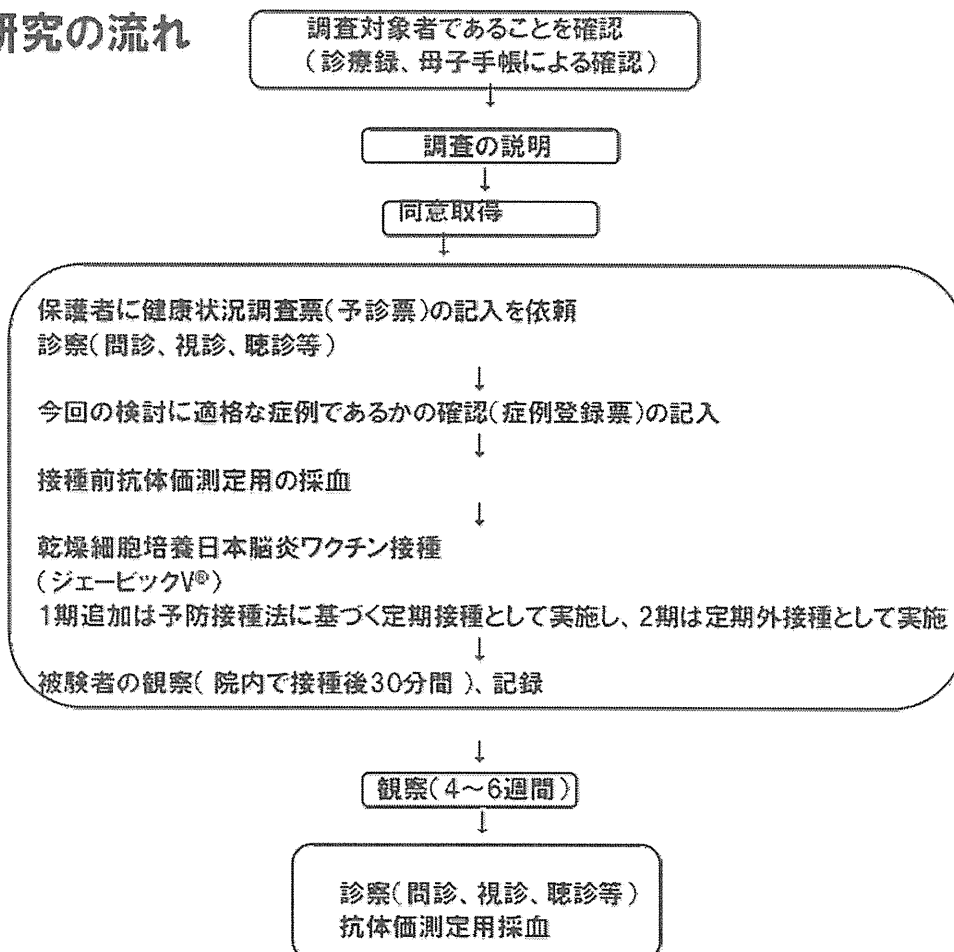 研究の流れ
調査対象者であることを確認
(診療録、母子手帳による確認)
↓
調査の説明
↓
同意取得
↓
保護者に健康状況調査票(予診票)の記入を依頼
診察(問診、視診、聴診等)
↓
今回の検討に適格な症例であるかの確認(症例登録票)の記入
↓
接種前抗体価測定用の採血
↓
乾燥細胞培養日本脳炎ワクチン接種
(ジェービックV®)
1期追加は予防接種法に基づく定期接種として実施し、2期は定期外接種として実施
↓
被験者の観察( 院内で接種後30分間 )、記録
↓
観察(4~6週間)
↓
診察(問診、視診、聴診等)
抗体価測定用採血